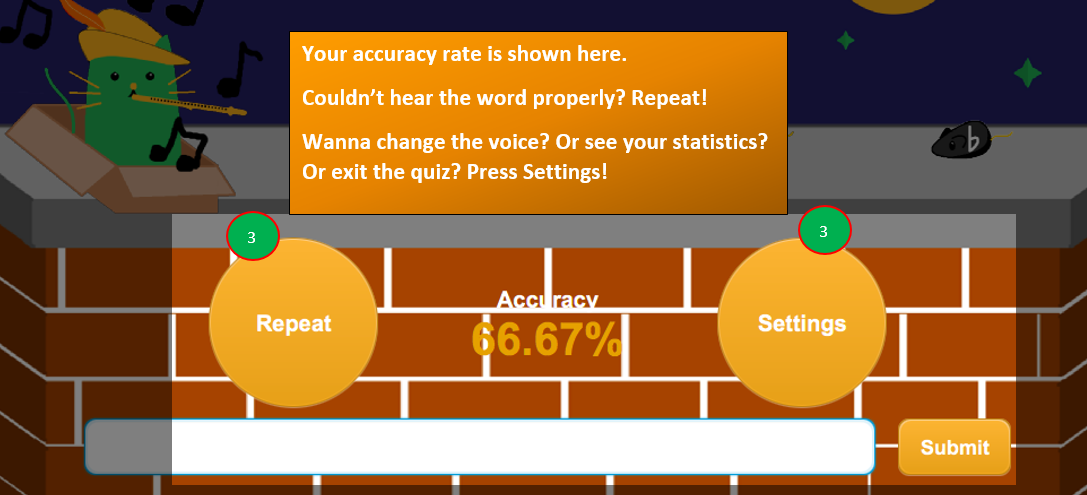 Your accuracy rate is shown here.
Couldn't hear the word properly? Repeat!
Wanna change the voice? Or see your statistics?
Or exit the quiz? Press Settings!
b
3
3
Repeat
Accuracy
66.67%
Settings
Submit